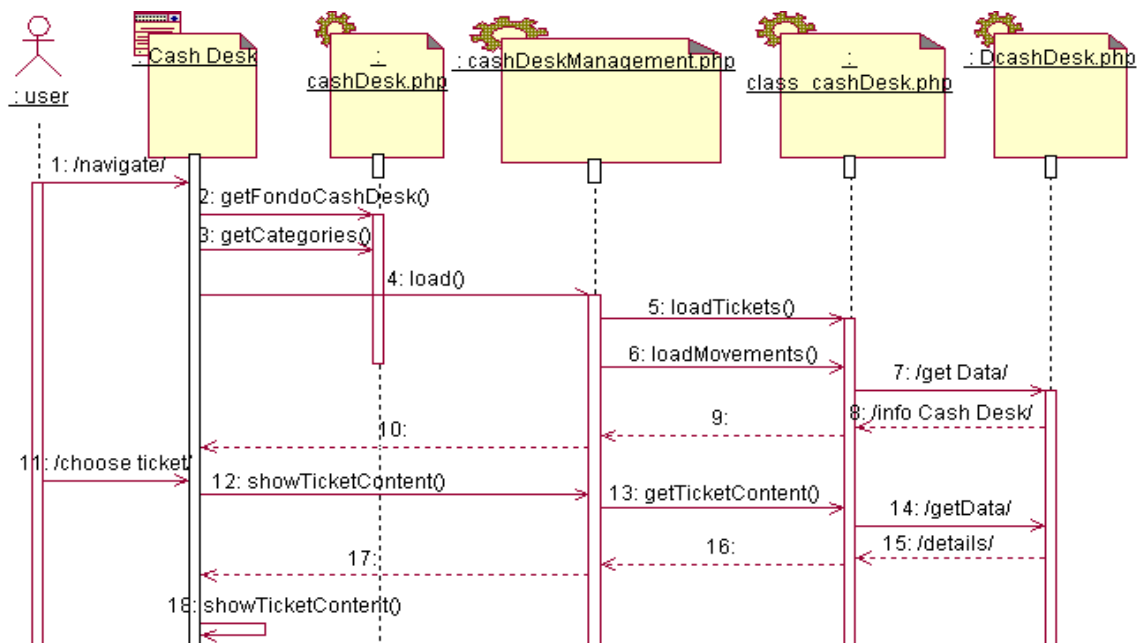 : user
: Cash Desk
:
cashDesk.php
: cashDeskManagement.php
:
class_cashDesk.php
: DcashDesk.php
1: /navigate/
2: getFondoCashDesk()
3: getCategories()
4: load()
5: loadTickets()
6: loadMovements()
7: /get Data/
8: /info Cash Desk/
9:
10:
11: /choose ticket/
12: showTicketContent()
13: getTicketContent()
14: /getData/
15: /details/
16:
17:
18: showTicketContent()